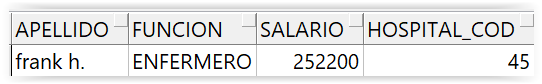 APELLIDO FUNCION SALARIO HOSPITAL_COD
frank h. ENFERMERO 252200 45